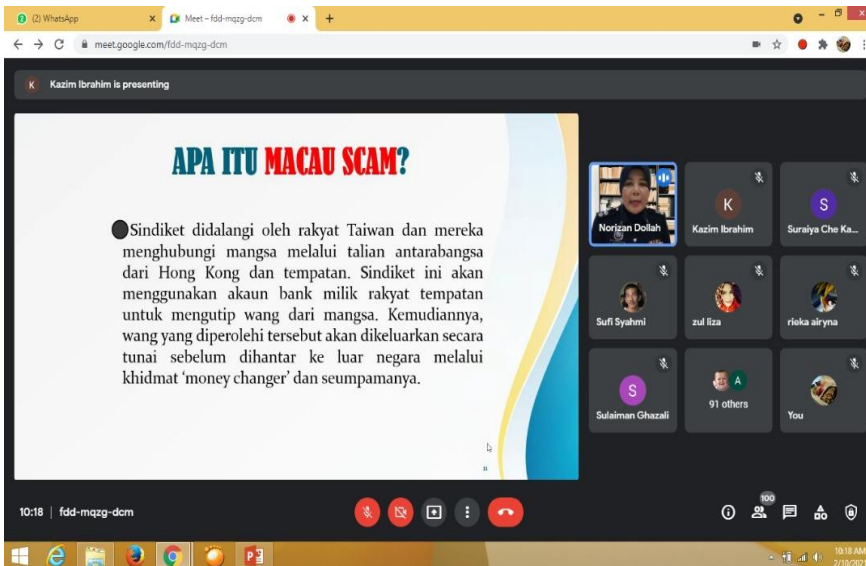 (2) WhatsApp
Meet – fdd-mqzg-dcm
meet.google.com/fdd-mqzg-dcm
K Kazim Ibrahim is presenting
APA ITU MACAU SCAM?
Sindiket didalangi oleh rakyat Taiwan dan mereka
menghubungi mangsa melalui talian antarabangsa
dari Hong Kong dan tempatan. Sindiket ini akan
menggunakan akaun bank milik rakyat tempatan
untuk mengutip wang dari mangsa. Kemudiannya,
wang yang diperolehi tersebut akan dikeluarkan secara
tunai sebelum dihantar ke luar negara melalui
khidmat ‘money changer’ dan seumpamanya.
Norizan Dollah
K
Kazim Ibrahim
S
Suraiya Che Ka...
Sufi Syahmi
zul liza
rieka airyna
S
Sulaiman Ghazali
A
91 others
You
10:18 | fdd-mqzg-dcm
100
10:18 AM